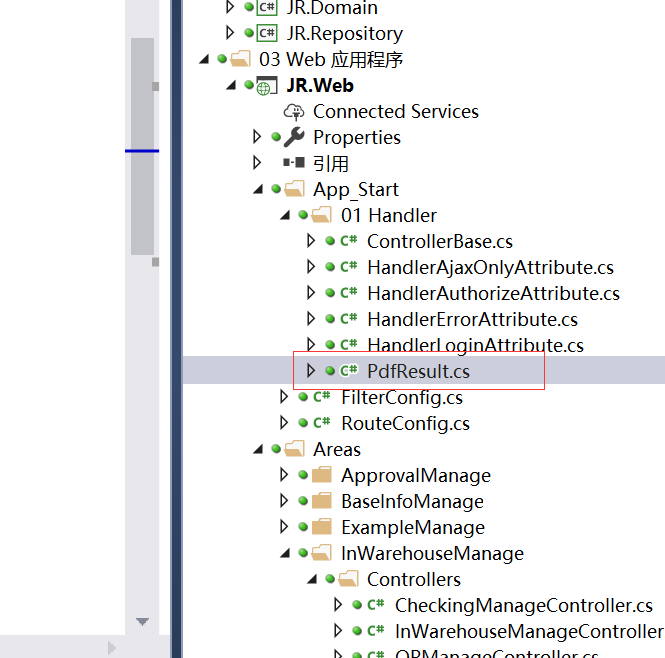 C# JR.Domain
C# JR.Repository
03 Web 应用程序
JR.Web
Connected Services
Properties
引用
App_Start
01 Handler
C# ControllerBase.cs
C# HandlerAjaxOnlyAttribute.cs
C# HandlerAuthorizeAttribute.cs
C# HandlerErrorAttribute.cs
C# HandlerLoginAttribute.cs
C# PdfResult.cs
C# FilterConfig.cs
C# RouteConfig.cs
Areas
ApprovalManage
BaseInfoManage
ExampleManage
InWarehouseManage
Controllers
C# CheckingManageController.cs
C# InWarehouseManageController
C# QRManageController.cs